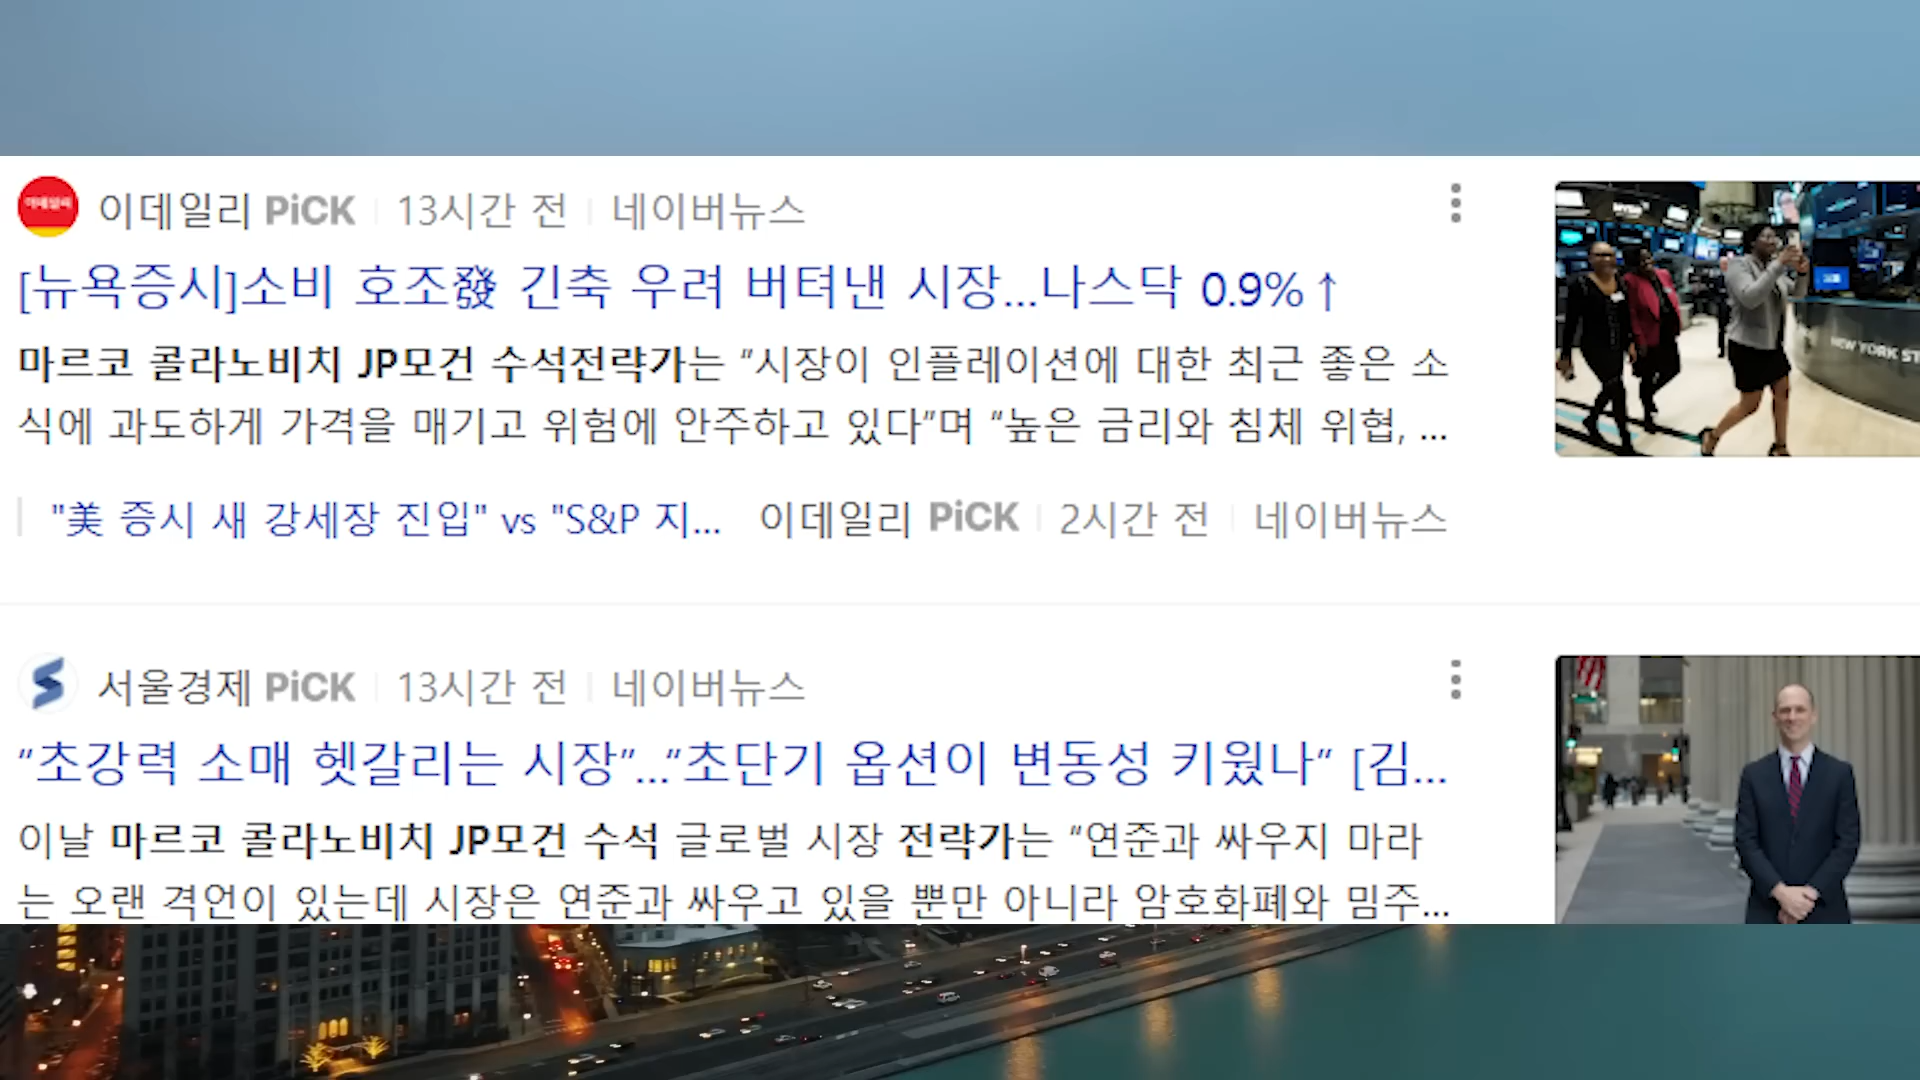 이데일리
이데일리 PiCK 13시간 전 네이버뉴스
[뉴욕증시]소비 호조發 긴축 우려 버텨낸 시장...나스닥 0.9%↑
마르코 콜라노비치 JP모건 수석전략가는 “시장이 인플레이션에 대한 최근 좋은 소
식에 과도하게 가격을 매기고 위험에 안주하고 있다”며 “높은 금리와 침체 위협, ...
"美 증시 새 강세장 진입" vs "S&P 지... 이데일리 PiCK 2시간 전 네이버뉴스
NEW YORK ST
서울경제 PiCK 13시간 전 네이버뉴스
“초강력 소매 헷갈리는 시장”...“초단기 옵션이 변동성 키웠나” [김...
이날 마르코 콜라노비치 JP모건 수석 글로벌 시장 전략가는 “연준과 싸우지 마라
는 오랜 격언이 있는데 시장은 연준과 싸우고 있을 뿐만 아니라 암호화폐와 밈주...